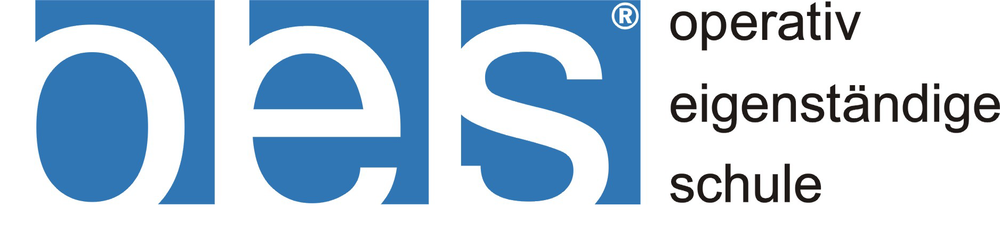 oes®
operativ
eigenständige
schule